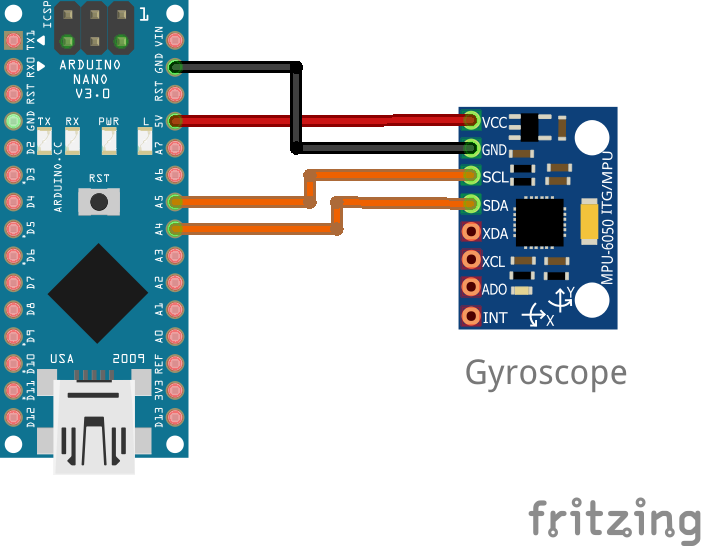 ICSP
1
TX1
RX0
RST
GND
D2
D3
D4
D5
D6
D7
D8
D9
D10
D11
D12
ARDUINO
NANO
V3.0
TX RX PWR L
ARDUINO.CC
RST
USA 2009
VIN
GND
RST
5V
A7
A6
A5
A4
A3
A2
A1
A0
REF
3V3
D13
VCC
GND
SCL
SDA
XDA
XCL
ADO
INT
MPU-6050 ITG/MPU
Y
X
Gyroscope
fritzing